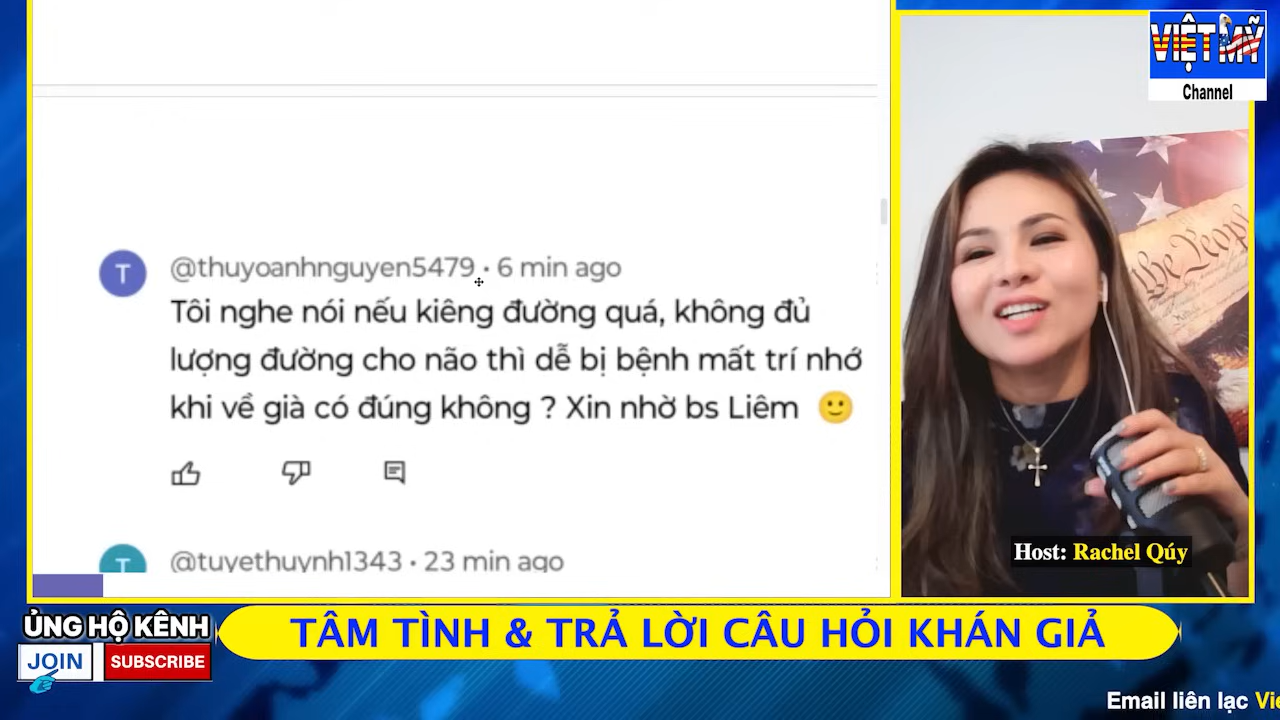 VIỆT MỸ
Channel
We the People
T
@thuyoanhnguyen5479 • 6 min ago
Tôi nghe nói nếu kiêng đường quá, không đủ
lượng đường cho não thì dễ bị bệnh mất trí nhớ
khi về già có đúng không ? Xin nhờ bs Liêm 🙂
T
@tuyethuynh1343 • 23 min ago
Host: Rachel Qúy
ỦNG HỘ KÊNH
JOIN
SUBSCRIBE
TÂM TÌNH & TRẢ LỜI CÂU HỎI KHÁN GIẢ
Email liên lạc